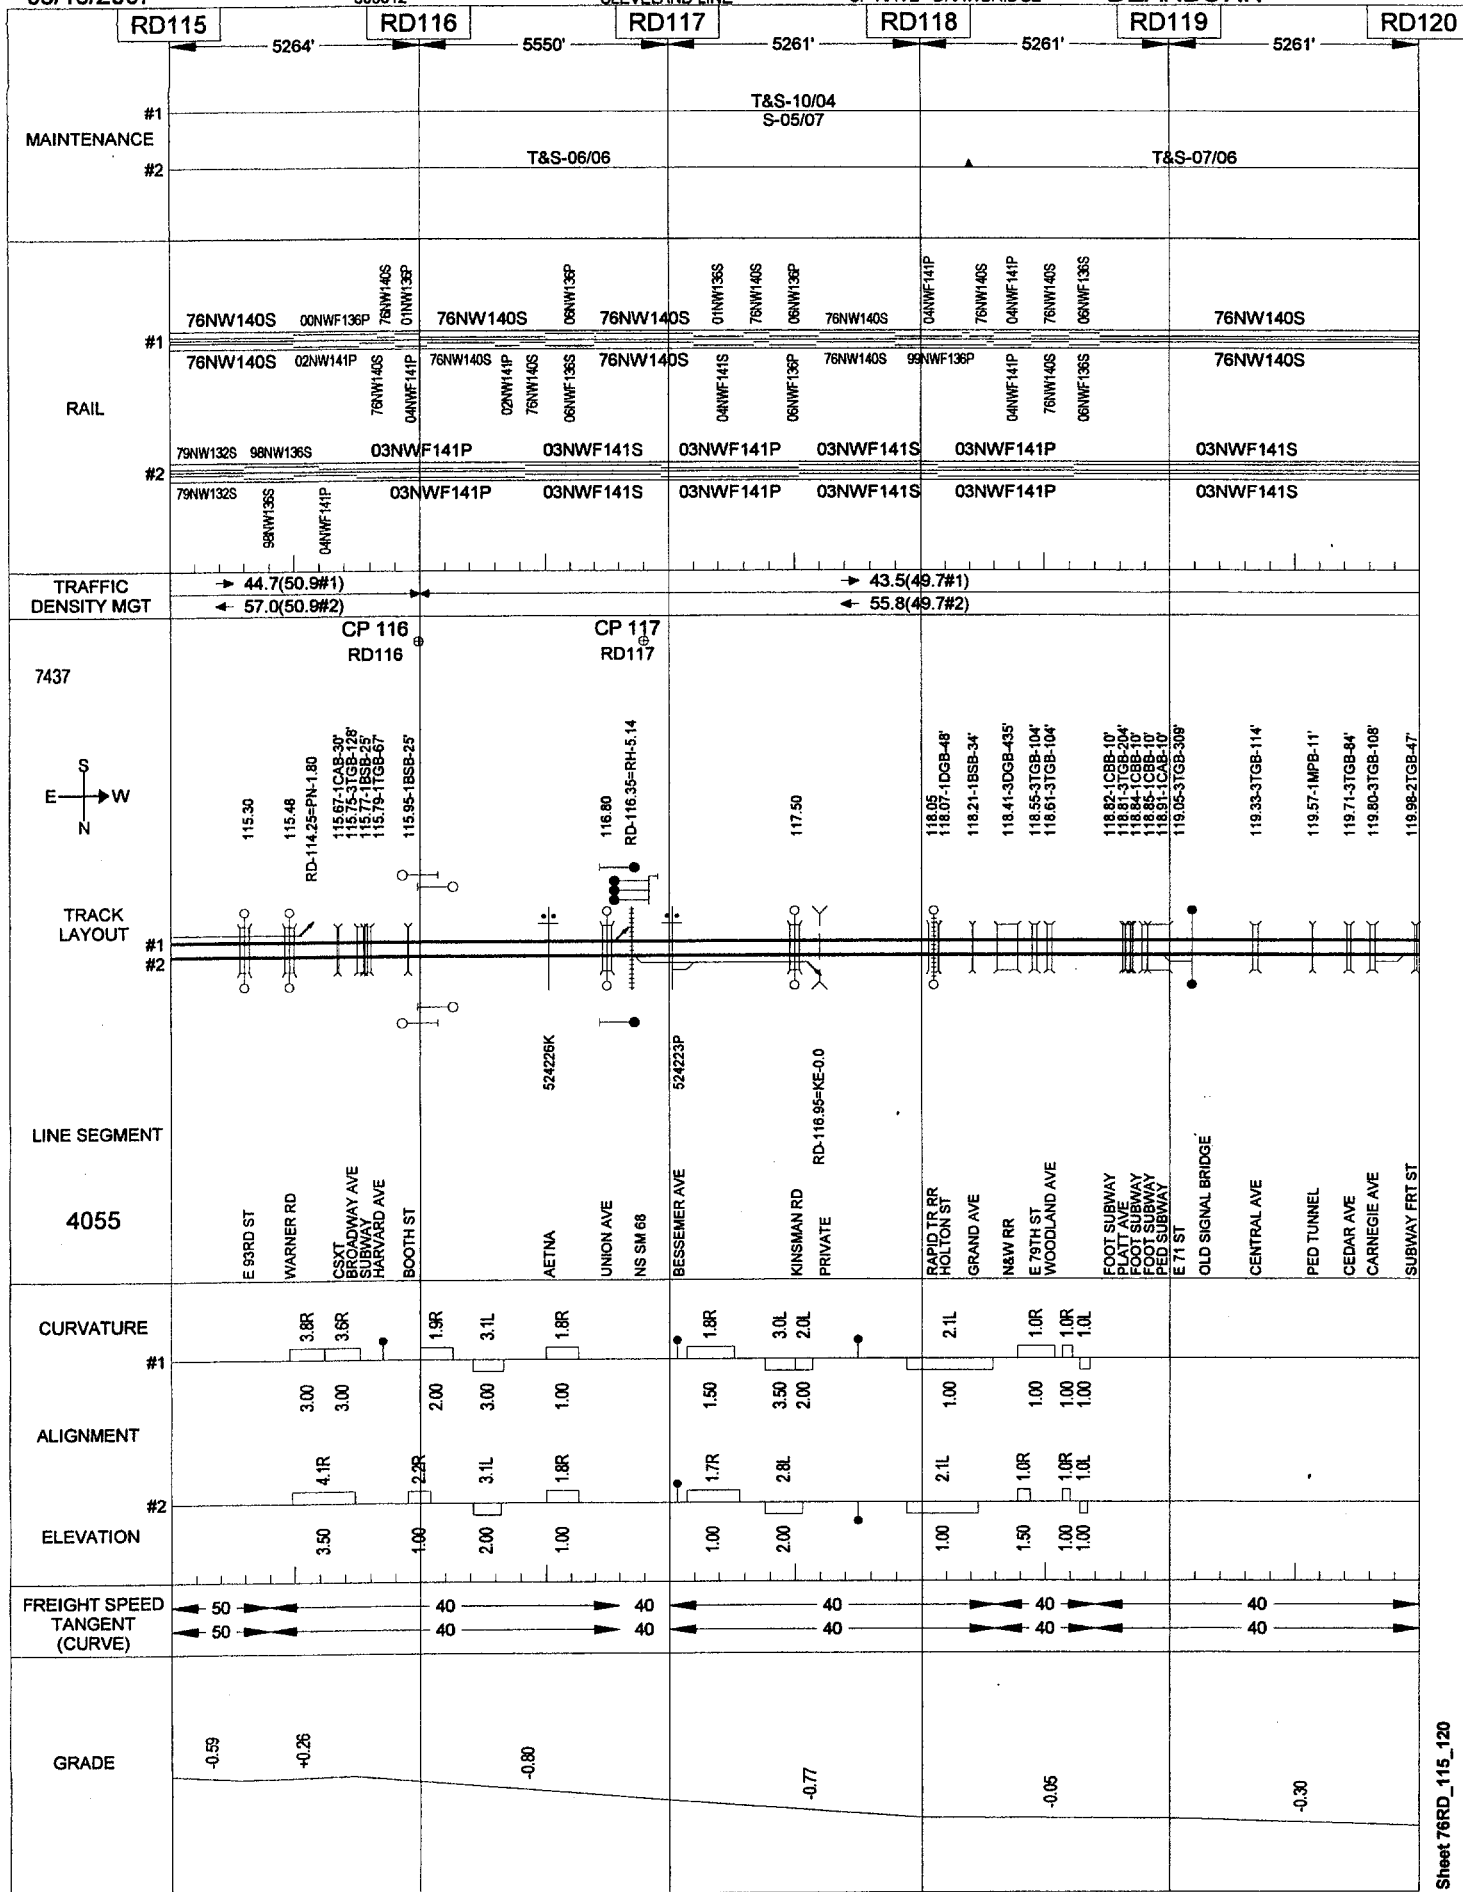 RD115
RD116
RD117
RD118
RD119
RD120
5264'
5550'
5261'
5261'
5261'
MAINTENANCE
#1
T&S-10/04
S-05/07
#2
T&S-06/06
T&S-07/06
RAIL
#1
76NW140S
00NWF136P
76NW140S
01NW136P
76NW140S
06NW136P
76NW140S
01NW136S
76NW140S
06NW136P
76NW140S
04NWF141P
76NW140S
04NWF141P
76NW140S
06NWF136S
76NW140S
76NW140S
02NW141P
76NW140S
04NWF141P
76NW140S
02NW141P
76NW140S
06NWF136S
76NW140S
04NWF141S
06NWF136P
76NW140S
99NWF136P
04NWF141P
76NW140S
06NWF136S
76NW140S
#2
79NW132S
98NW136S
03NWF141P
03NWF141S
03NWF141P
03NWF141S
03NWF141P
03NWF141S
79NW132S
98NW136S
04NWF141P
03NWF141P
03NWF141S
03NWF141P
03NWF141S
03NWF141P
03NWF141S
TRAFFIC
DENSITY MGT
44.7(50.9#1)
43.5(49.7#1)
57.0(50.9#2)
55.8(49.7#2)
CP 116
RD116
CP 117
RD117
7437
S
E
W
N
115.30
115.48
RD-114.25=PN-1.80
115.67-1CAB-30'
115.75-3TGB-128'
115.77-1BSB-25'
115.79-1TGB-67'
115.95-1BSB-25'
116.80
RD-116.35=RH-5.14
117.50
118.05
118.07-1DGB-48'
118.21-1BSB-34'
118.41-3DGB-435'
118.55-3TGB-104'
118.61-3TGB-104'
118.82-1CBB-10'
118.81-3TGB-204'
118.84-1CBB-10'
118.85-1CBB-10'
118.91-1CAB-10'
119.05-3TGB-309'
119.33-3TGB-114'
119.57-1MPB-11'
119.71-3TGB-84'
119.80-3TGB-108'
119.98-2TGB-47'
TRACK
LAYOUT
#1
#2
524226K
524223P
RD-116.95=KE-0.0
LINE SEGMENT
4055
E 93RD ST
WARNER RD
CSXT
BROADWAY AVE
SUBWAY
HARVARD AVE
BOOTH ST
AETNA
UNION AVE
NS SM 68
BESSEMER AVE
KINSMAN RD
PRIVATE
RAPID TR RR
HOLTON ST
GRAND AVE
N&W RR
E 79TH ST
WOODLAND AVE
FOOT SUBWAY
PLATT AVE
FOOT SUBWAY
FOOT SUBWAY
PED SUBWAY
E 71 ST
OLD SIGNAL BRIDGE
CENTRAL AVE
PED TUNNEL
CEDAR AVE
CARNEGIE AVE
SUBWAY FRT ST
CURVATURE
#1
3.8R
3.6R
1.9R
3.1L
1.8R
1.8R
3.0L
2.0L
2.1L
1.0R
1.0R
1.0L
3.00
3.00
2.00
3.00
1.00
1.50
3.50
2.00
1.00
1.00
1.00
1.00
ALIGNMENT
#2
4.1R
2.2R
3.1L
1.8R
1.7R
2.8L
2.1L
1.0R
1.0R
1.0L
ELEVATION
3.50
1.00
2.00
1.00
1.00
2.00
1.00
1.50
1.00
1.00
FREIGHT SPEED
TANGENT
(CURVE)
50
40
40
40
40
40
50
40
40
40
40
40
GRADE
-0.59
+0.26
-0.80
-0.77
-0.05
-0.30
Sheet 76RD_115_120